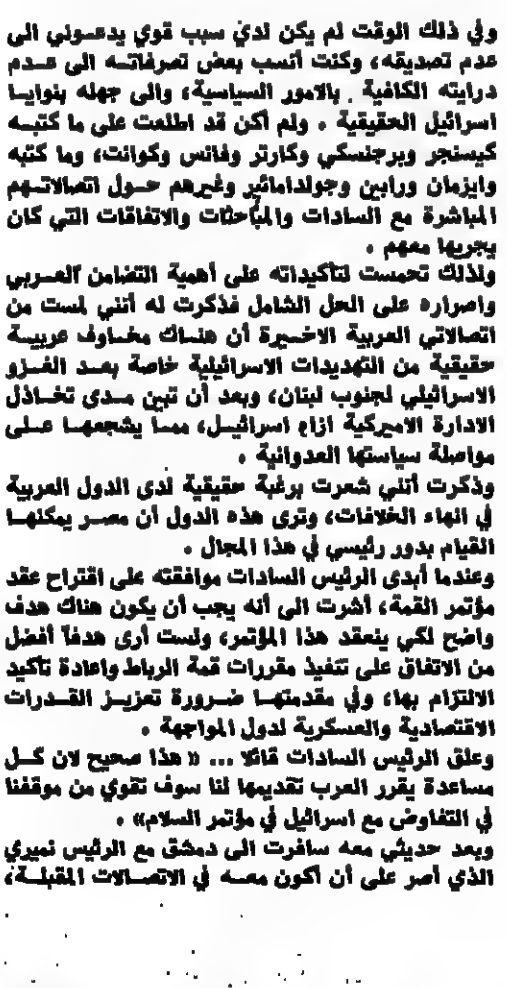 وفي ذلك الوقت لم يكن لدي سبب قوي يدعوني الى
عدم تصديقه، وكنت أنسب بعض تصرفاته الى عدم
درايته الكافية بالامور السياسية، والى جهله بنوايا
اسرائيل الحقيقية . ولم أكن قد اطلعت على ما كتبه
كيسنجر وبرجنسكي وكارتر وفانس وكوانت، وما كتبه
وايزمان ورابين وجولدامائير وغيرهم حول اتصالاتهم
المباشرة مع السادات والمباحثات والاتفاقات التي كان
يجريها معهم .
ولذلك تحمست لتأكيداته على أهمية التضامن العربي
واصراره على الحل الشامل فذكرت له أنني لمست من
اتصالاتي العربية الاخيرة أن هناك مخاوف عربية
حقيقية من التهديدات الاسرائيلية خاصة بعد الغزو
الاسرائيلي لجنوب لبنان، وبعد أن تبين مدى تخاذل
الادارة الاميركية ازاء اسرائيل، مما يشجعها على
مواصلة سياستها العدوانية .
وذكرت أنني شعرت برغبة حقيقية لدى الدول العربية
في انهاء الخلافات، وترى هذه الدول أن مصر يمكنها
القيام بدور رئيسي في هذا المجال .
وعندما أبدى الرئيس السادات موافقته على اقتراح عقد
مؤتمر القمة، أشرت الى أنه يجب أن يكون هناك هدف
واضح لكي ينعقد هذا المؤتمر، ولست أرى هدفاً أفضل
من الاتفاق على تنفيذ مقررات قمة الرباط واعادة تأكيد
الالتزام بها، وفي مقدمتها ضرورة تعزيز القدرات
الاقتصادية والعسكرية لدول المواجهة .
وعلق الرئيس السادات قائلا ... « هذا صحيح لان كل
مساعدة يقرر العرب تقديمها لنا سوف تقوي من موقفنا
في التفاوض مع اسرائيل في مؤتمر السلام» .
وبعد حديثي معه سافرت الى دمشق مع الرئيس نميري
الذي أصر على أن أكون معه في الاتصالات المقبلة،